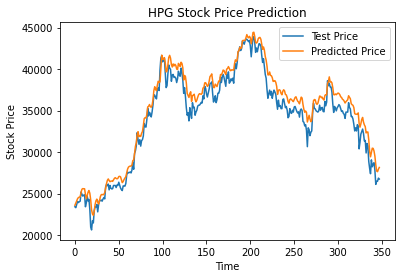 HPG Stock Price Prediction
Test Price
Predicted Price
45000
40000
35000
30000
25000
20000
Stock Price
0 50 100 150 200 250 300 350
Time